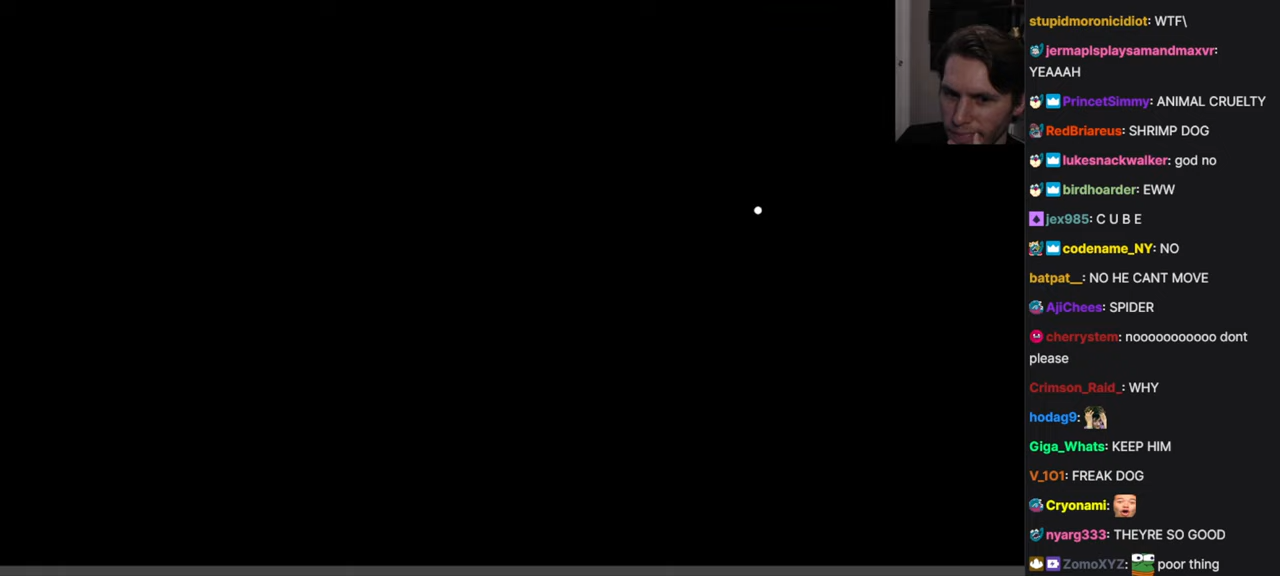 stupidmoronicidiot: WTF\
jermaplsplaysamandmaxvr:
YEAAAH
PrincetSimmy: ANIMAL CRUELTY
RedBriareus: SHRIMP DOG
lukesnackwalker: god no
birdhoarder: EWW
jex985: C U B E
codename_NY: NO
batpat__: NO HE CANT MOVE
AjiChees: SPIDER
cherrystem: nooooooooooo dont
please
Crimson_Raid_: WHY
hodag9:
Giga_Whats: KEEP HIM
V_1O1: FREAK DOG
Cryonami:
nyarg333: THEYRE SO GOOD
ZomoXYZ: poor thing